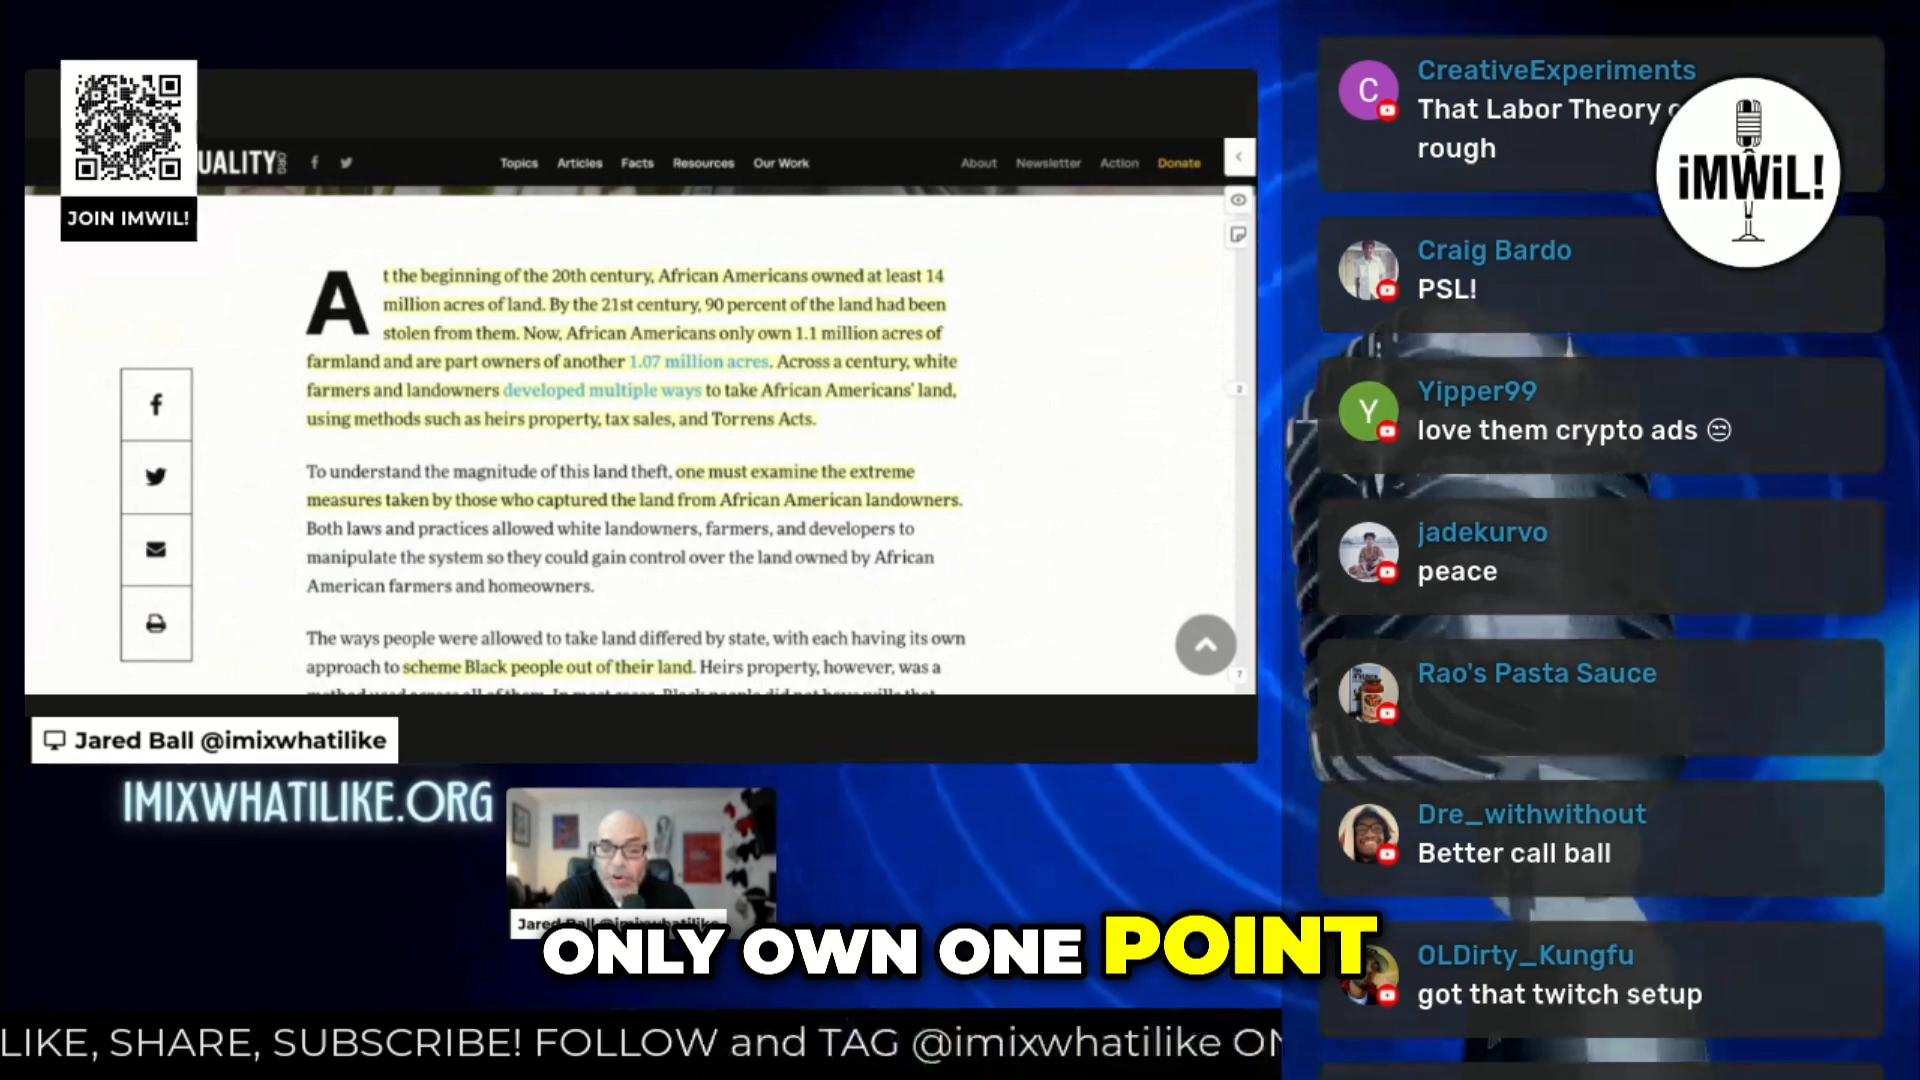 JOIN IMWIL!
UALITY
ORG
Topics Articles Facts Resources Our Work
About Newsletter Action Donate
At the beginning of the 20th century, African Americans owned at least 14
million acres of land. By the 21st century, 90 percent of the land had been
stolen from them. Now, African Americans only own 1.1 million acres of
farmland and are part owners of another 1.07 million acres. Across a century, white
farmers and landowners developed multiple ways to take African Americans' land,
using methods such as heirs property, tax sales, and Torrens Acts.
To understand the magnitude of this land theft, one must examine the extreme
measures taken by those who captured the land from African American landowners.
Both laws and practices allowed white landowners, farmers, and developers to
manipulate the system so they could gain control over the land owned by African
American farmers and homeowners.
The ways people were allowed to take land differed by state, with each having its own
approach to scheme Black people out of their land. Heirs property, however, was a
2
7
Jared Ball @imixwhatilike
IMIXWHATILIKE.ORG
Jared Ball @imixwhatilike
ONLY OWN ONE POINT
LIKE, SHARE, SUBSCRIBE! FOLLOW and TAG @imixwhatilike ON
C
CreativeExperiments
That Labor Theory
rough
iMWiL!
Craig Bardo
PSL!
Y
Yipper99
love them crypto ads 😒
jadekurvo
peace
Rao's Pasta Sauce
Dre_withwithout
Better call ball
OLDirty_Kungfu
got that twitch setup